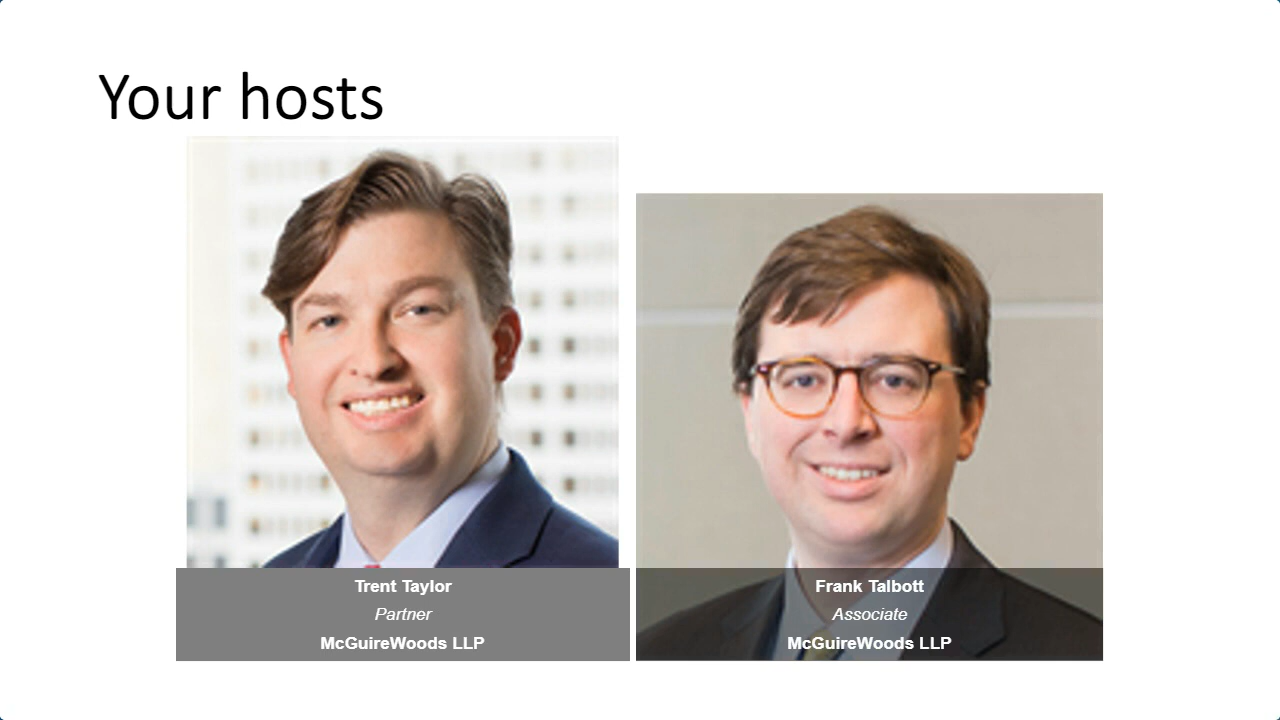 Your hosts
Trent Taylor
Partner
McGuireWoods LLP
Frank Talbott
Associate
McGuireWoods LLP